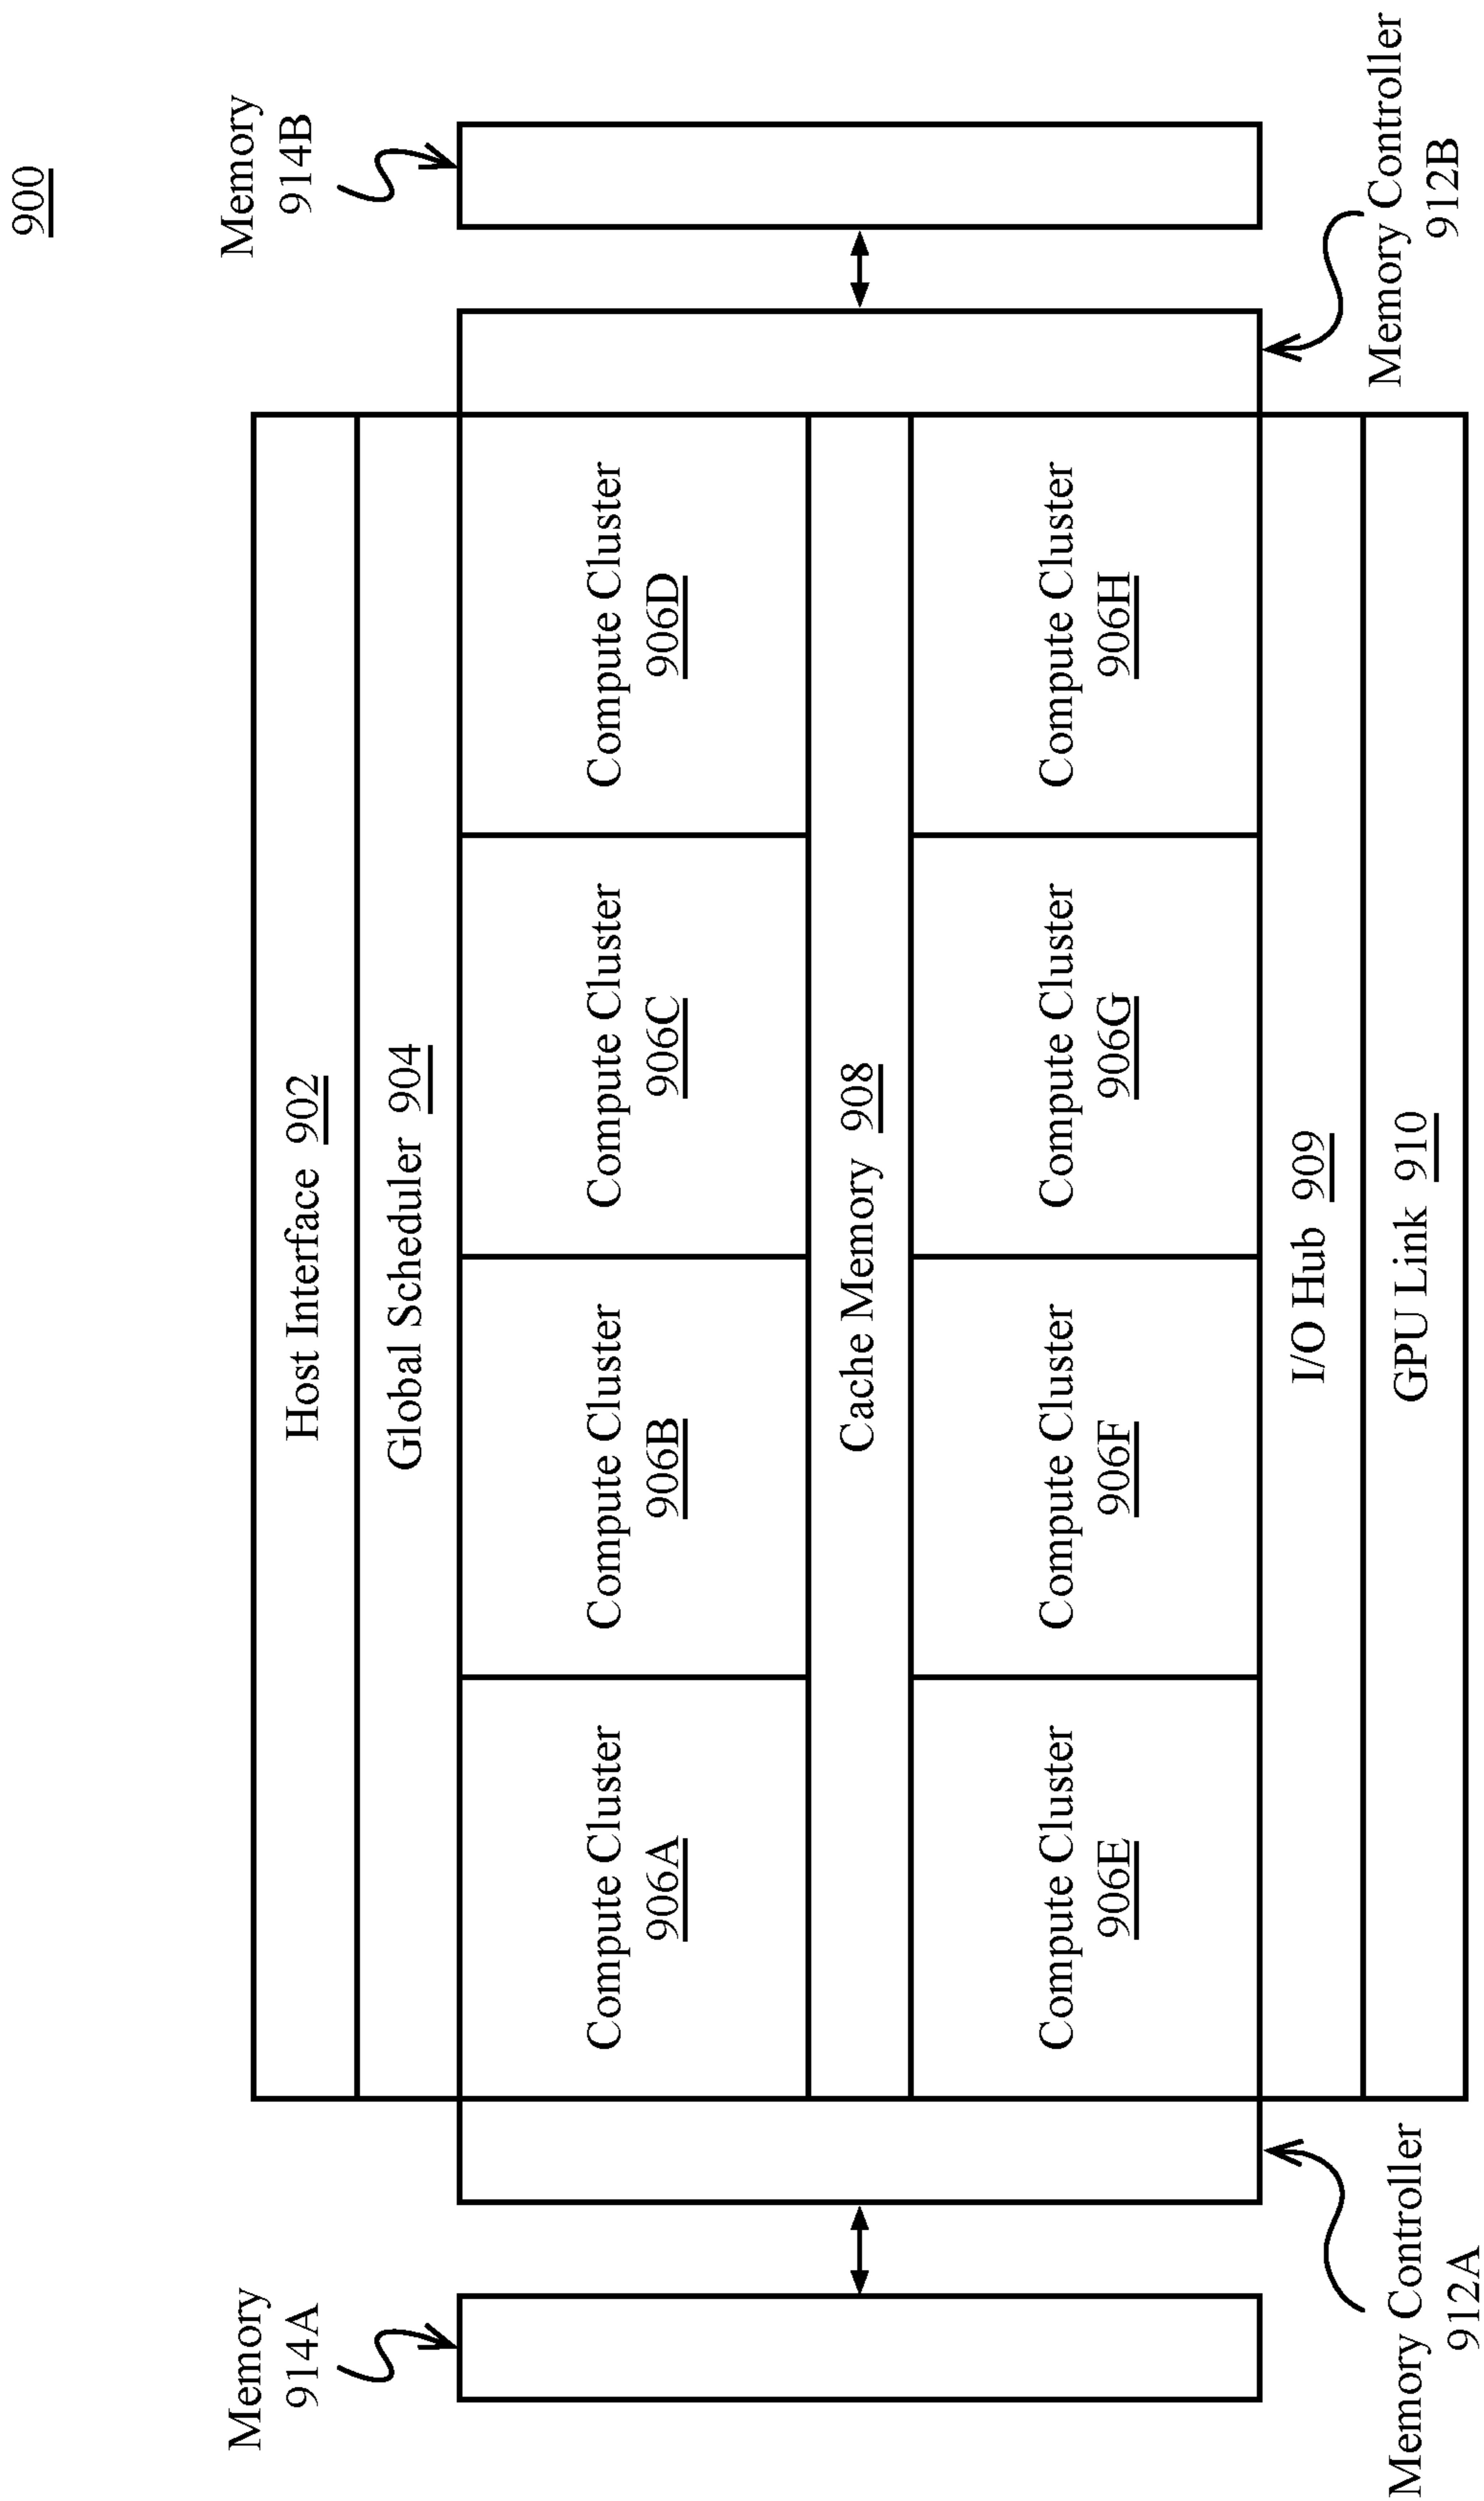 900
Memory
914A
Memory
914B
Host Interface 902
Global Scheduler 904
Compute Cluster
906A
Compute Cluster
906B
Compute Cluster
906C
Compute Cluster
906D
Cache Memory 908
Compute Cluster
906E
Compute Cluster
906F
Compute Cluster
906G
Compute Cluster
906H
I/O Hub 909
GPU Link 910
Memory Controller
912A
Memory Controller
912B